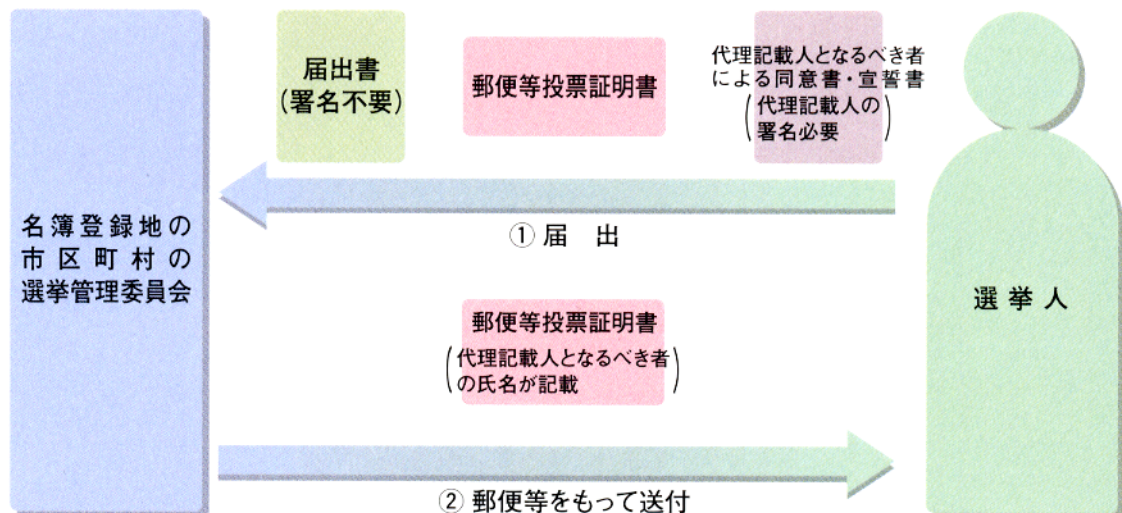 届出書
(署名不要)
郵便等投票証明書
代理記載人となるべき者
による同意書・宣誓書
(代理記載人の
署名必要)
① 届 出
名簿登録地の
市区町村の
選挙管理委員会
選挙人
郵便等投票証明書
(代理記載人となるべき者
の氏名が記載)
② 郵便等をもって送付